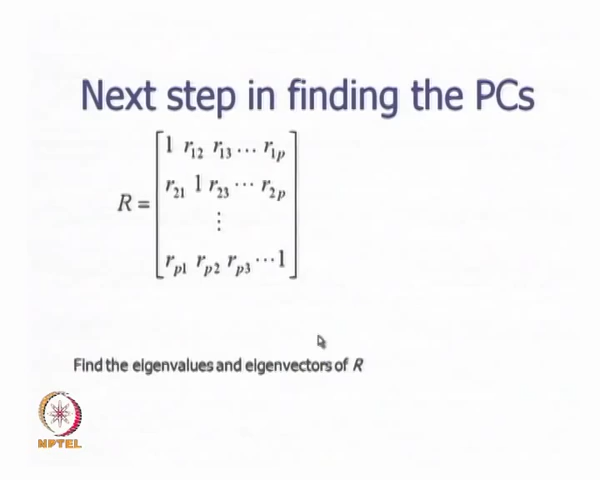 Next step in finding the PCs
1 r12 r13 ⋯ r1p
r21 1 r23 ⋯ r2p
R =
⋮
rp1 rp2 rp3 ⋯1
Find the eigenvalues and eigenvectors of R
NPTEL